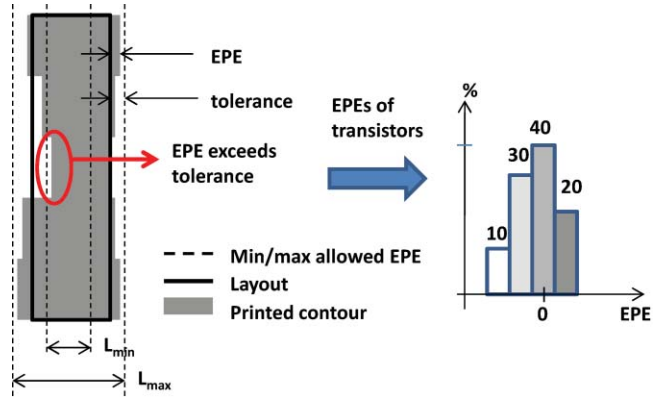 EPE
tolerance
EPE exceeds
tolerance
Min/max allowed EPE
Layout
Printed contour
Lmin
Lmax
EPEs of
transistors
%
40
30
20
10
0
EPE